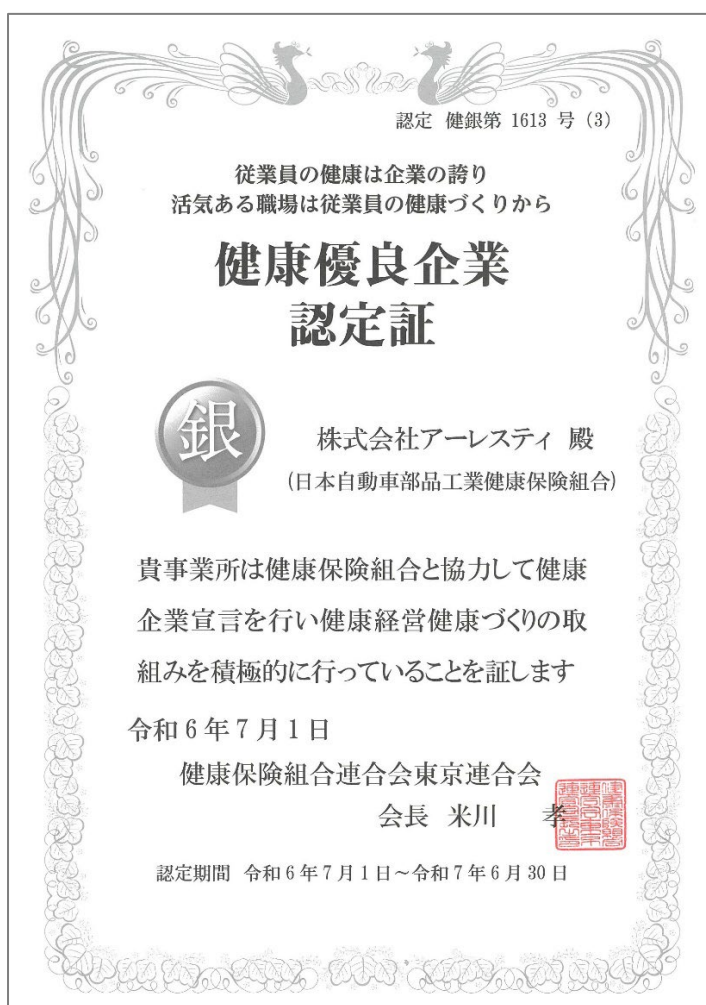 認定 健銀第 1613 号 (3)
従業員の健康は企業の誇り
活気ある職場は従業員の健康づくりから
健康優良企業
認定証
銀
株式会社アーレスティ 殿
(日本自動車部品工業健康保険組合)
貴事業所は健康保険組合と協力して健康
企業宣言を行い健康経営健康づくりの取
組みを積極的に行っていることを証します
令和6年7月1日
健康保険組合連合会東京連合会
会長 米川 孝
認定期間 令和6年7月1日~令和7年6月30日